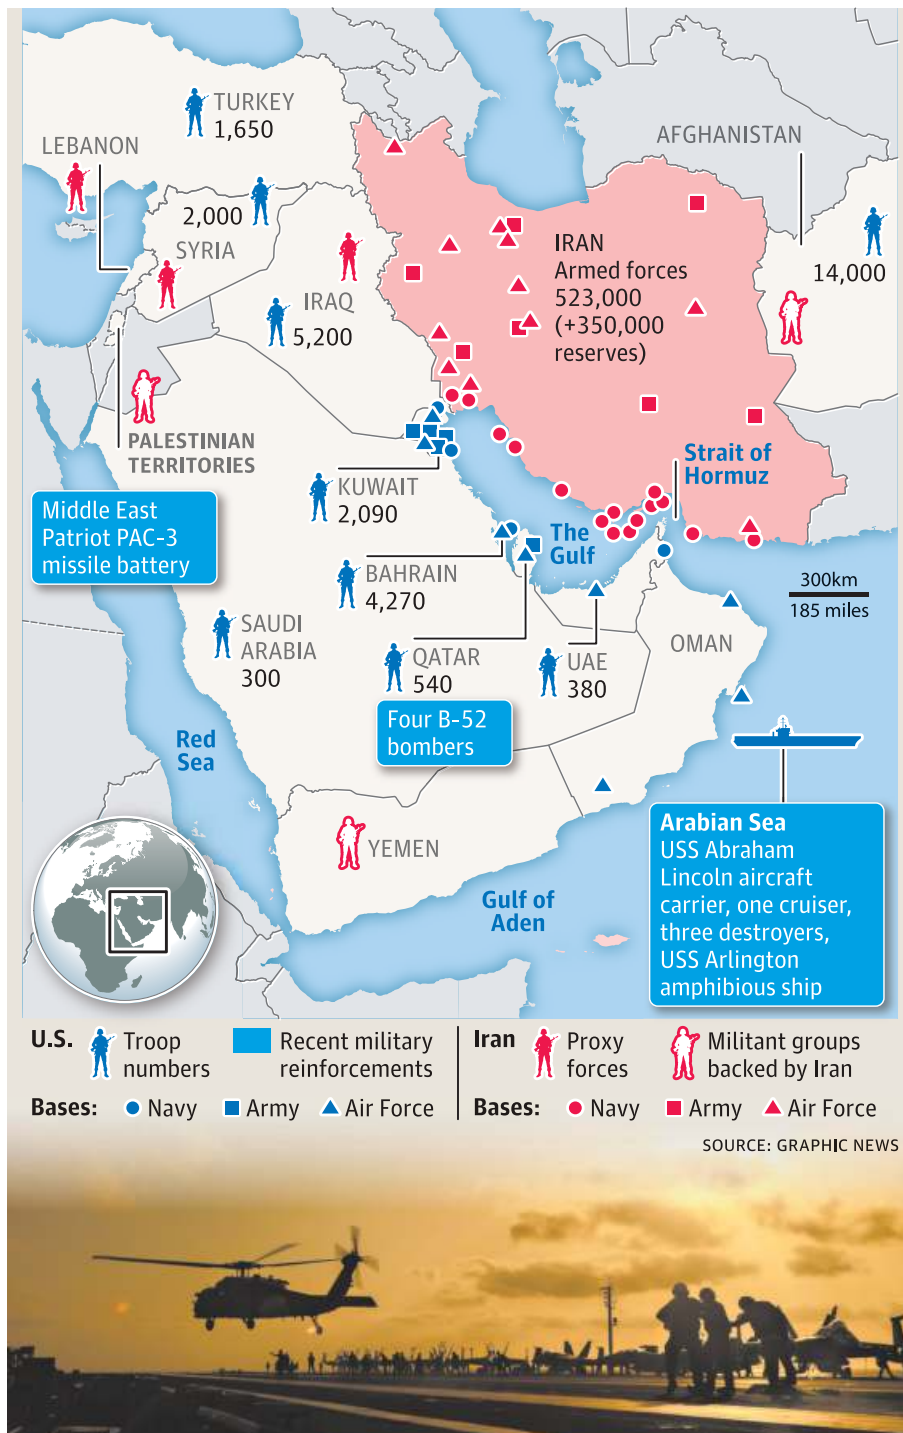 TURKEY
1,650
LEBANON
AFGHANISTAN
2,000
SYRIA
14,000
IRAN
Armed forces
523,000
(+350,000
reserves)
IRAQ
5,200
PALESTINIAN
TERRITORIES
Strait of
Hormuz
KUWAIT
2,090
Middle East
Patriot PAC-3
missile battery
The
Gulf
BAHRAIN
4,270
300km
185 miles
SAUDI
ARABIA
300
QATAR
540
UAE
380
OMAN
Four B-52
bombers
Red
Sea
Arabian Sea
USS Abraham
Lincoln aircraft
carrier, one cruiser,
three destroyers,
USS Arlington
amphibious ship
YEMEN
Gulf of
Aden
U.S.
Troop
numbers
Recent military
reinforcements
Bases:
Navy
Army
Air Force
Iran
Proxy
forces
Militant groups
backed by Iran
Bases:
Navy
Army
Air Force
SOURCE: GRAPHIC NEWS